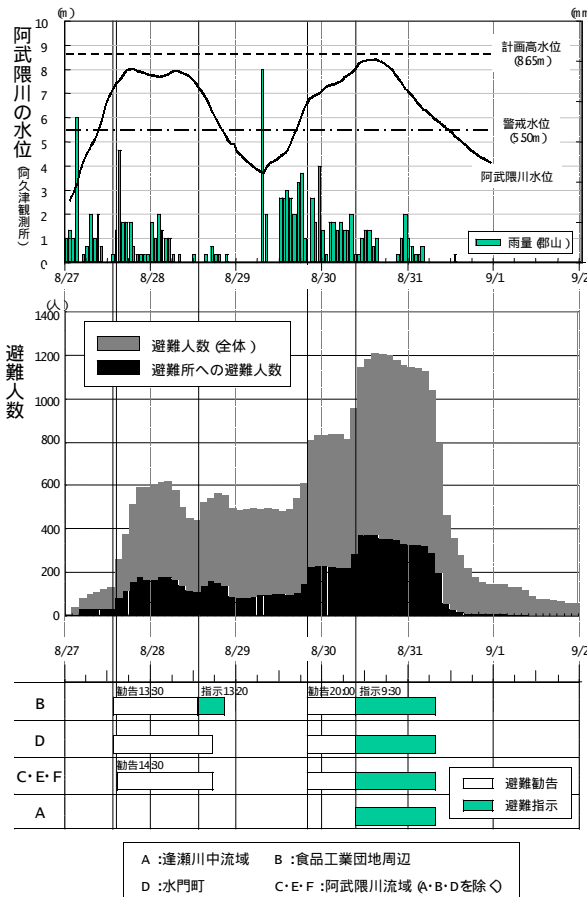 (m)
(mm)
阿武隈川の水位
(阿久津観測所)
10
9
8
7
6
5
4
3
2
1
0
計画高水位
(8.65m)
警戒水位
(5.50m)
阿武隈川水位
雨量(郡山)
8/27 8/28 8/29 8/30 8/31 9/1 9/2
(人)
避難人数
1400
1200
1000
800
600
400
200
0
避難人数(全体)
避難所への避難人数
8/27 8/28 8/29 8/30 8/31 9/1 9/2
勧告13:30 指示13:20 勧告20:00 指示9:30
B
D
勧告14:30
C・E・F
A
避難勧告
避難指示
A:逢瀬川中流域 B:食品工業団地周辺
D:水門町 C・E・F:阿武隈川流域(A・B・Dを除く)